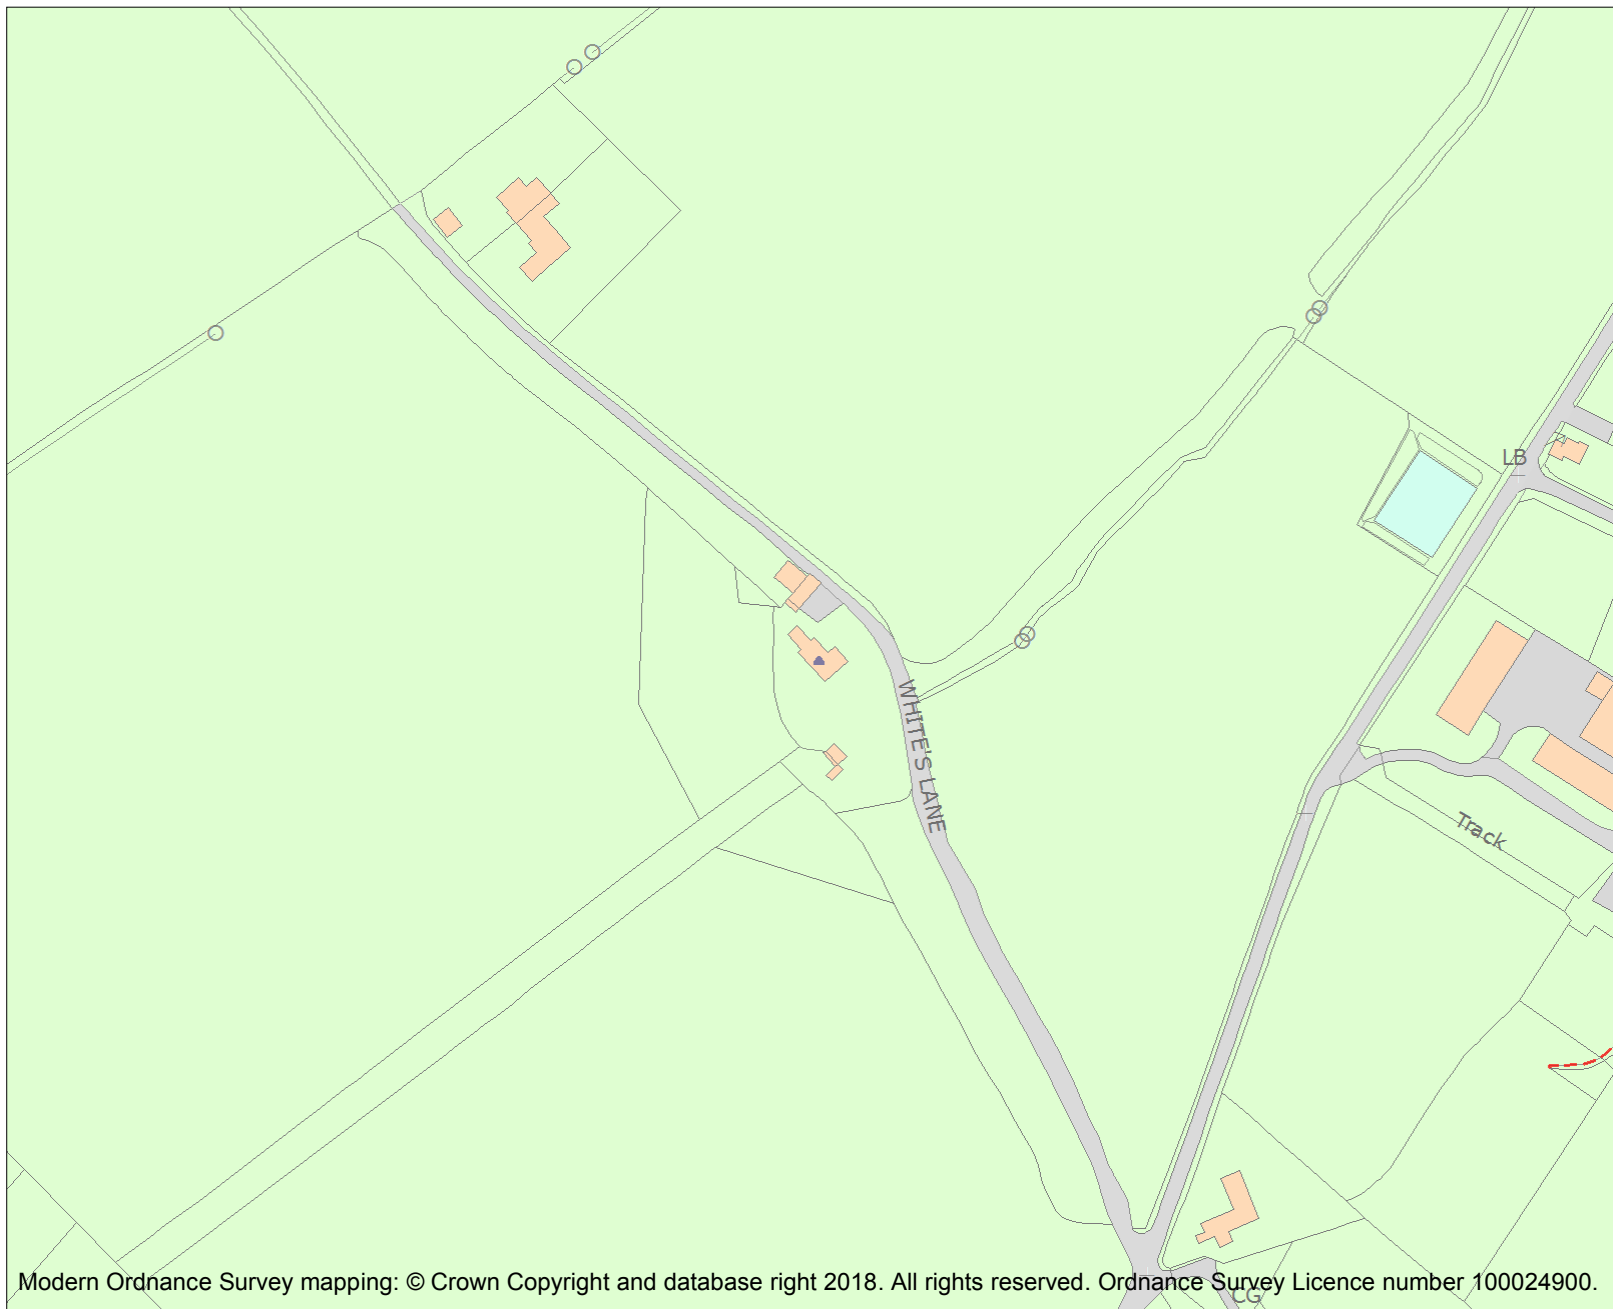 LB
WHITE'S LANE
Track
Modern Ordnance Survey mapping: © Crown Copyright and database right 2018. All rights reserved. Ordnance Survey Licence number 100024900.
CG